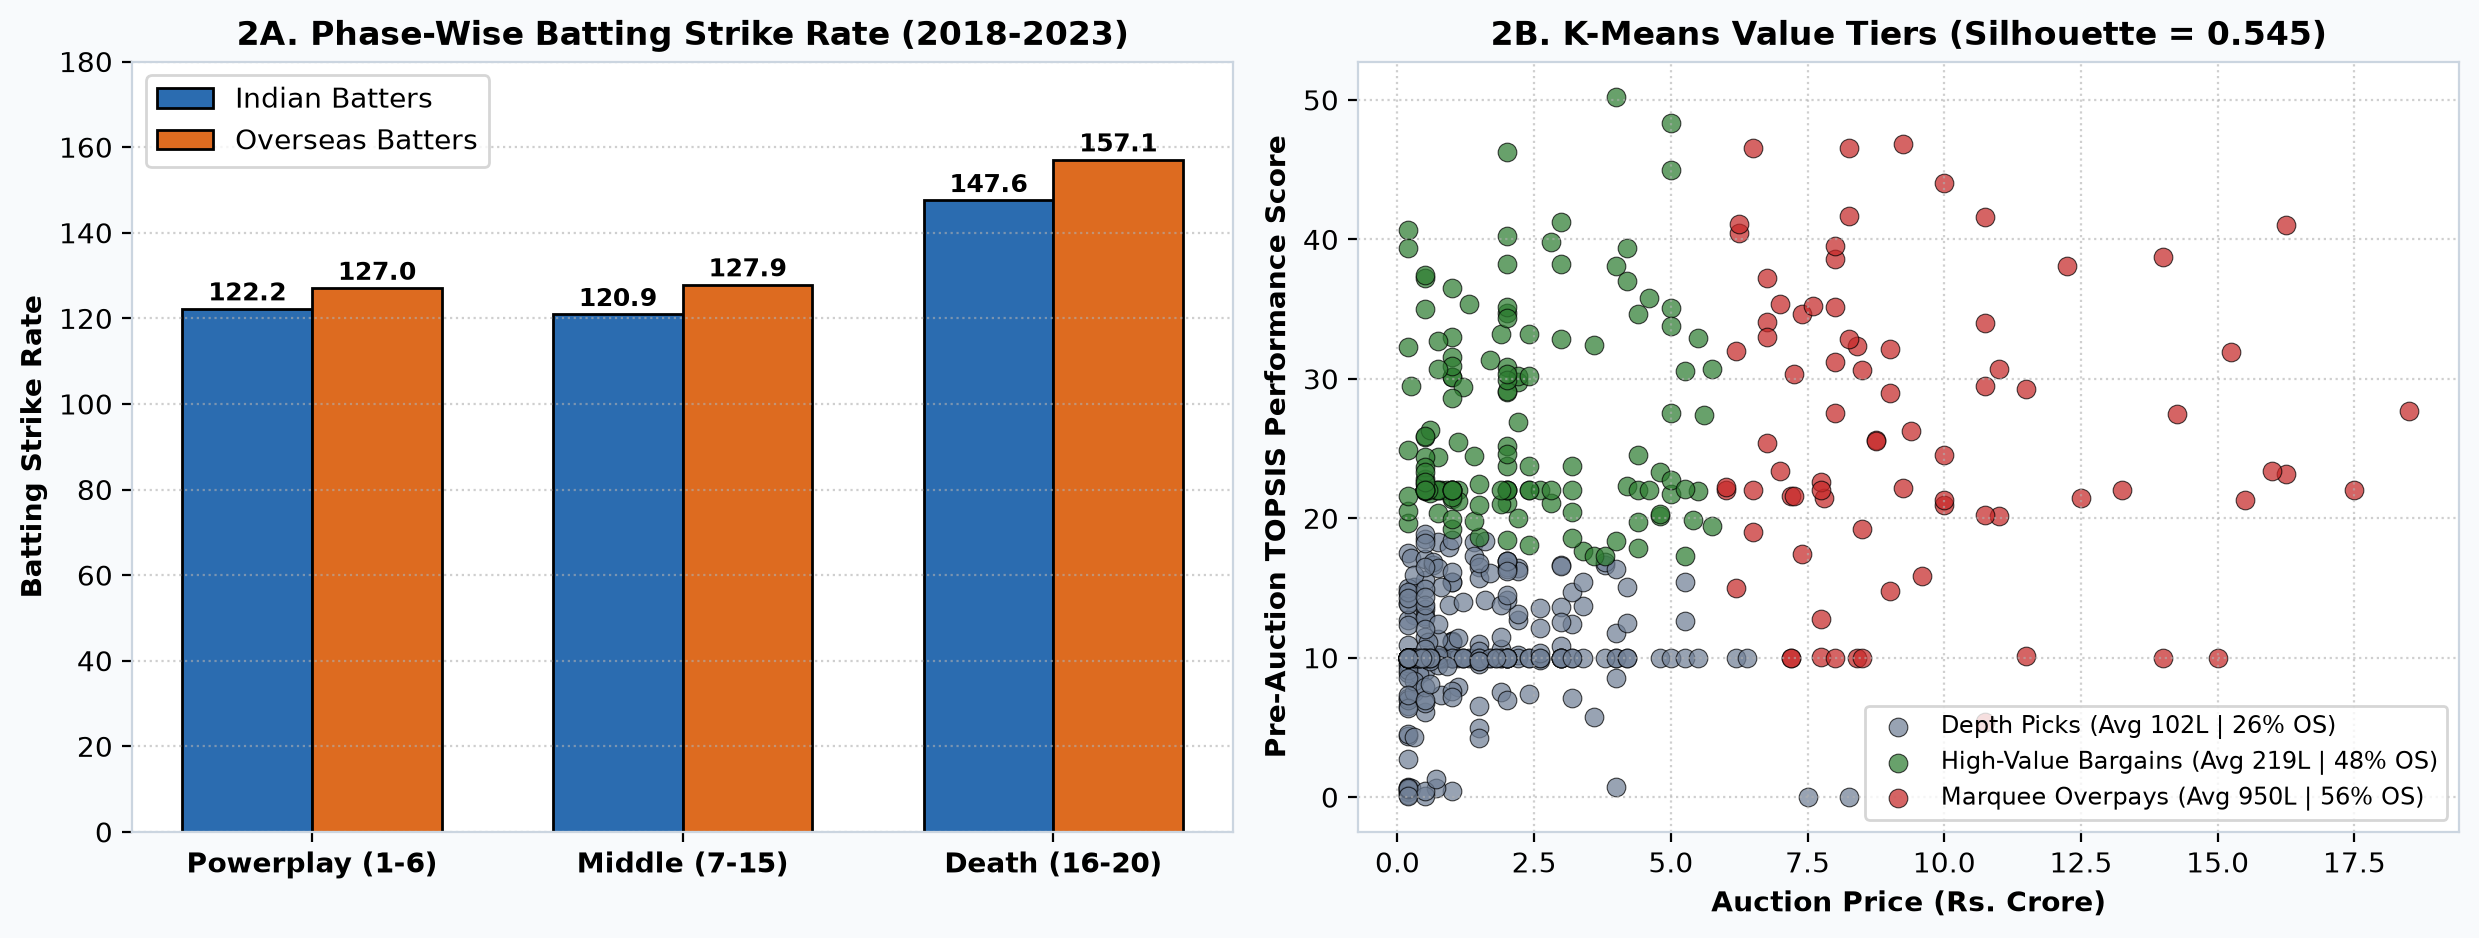 2A. Phase-Wise Batting Strike Rate (2018-2023)
Indian Batters
Overseas Batters
Batting Strike Rate
180
160
140
120
100
80
60
40
20
0
122.2
127.0
120.9
127.9
147.6
157.1
Powerplay (1-6)
Middle (7-15)
Death (16-20)
2B. K-Means Value Tiers (Silhouette = 0.545)
Pre-Auction TOPSIS Performance Score
50
40
30
20
10
0
Depth Picks (Avg 102L | 26% OS)
High-Value Bargains (Avg 219L | 48% OS)
Marquee Overpays (Avg 950L | 56% OS)
0.0
2.5
5.0
7.5
10.0
12.5
15.0
17.5
Auction Price (Rs. Crore)